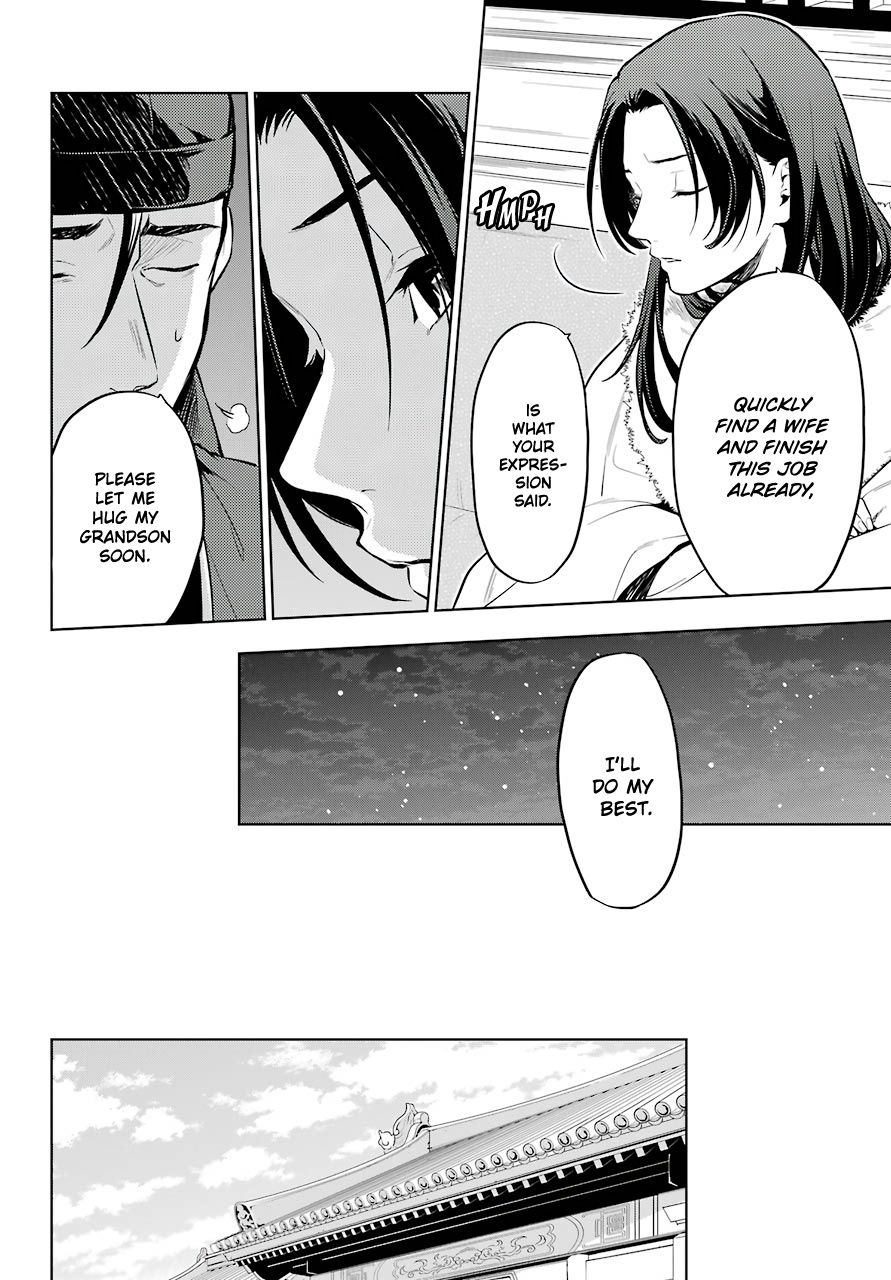 HMPH
QUICKLY
FIND A WIFE
AND FINISH
THIS JOB
ALREADY,
IS
WHAT
YOUR
EXPRES-
SION
SAID.
PLEASE
LET ME
HUG MY
GRANDSON
SOON.
I'LL
DO MY
BEST.